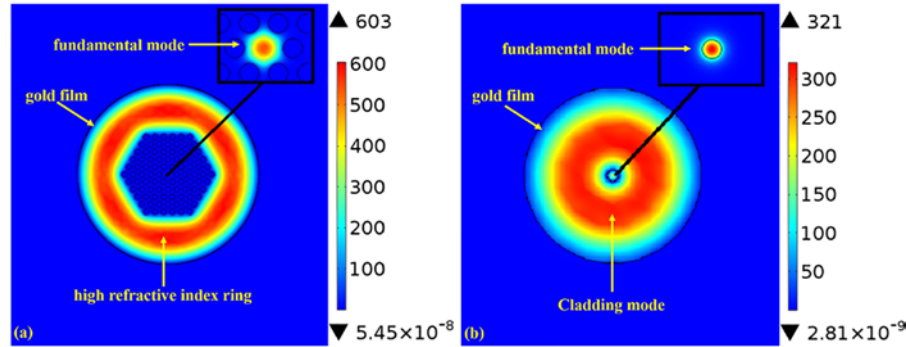 603
fundamental mode
gold film
600
500
400
300
200
100
high refractive index ring
(a)
5.45×10⁻⁸
321
fundamental mode
gold film
300
250
200
150
100
50
Cladding mode
(b)
2.81×10⁻⁹